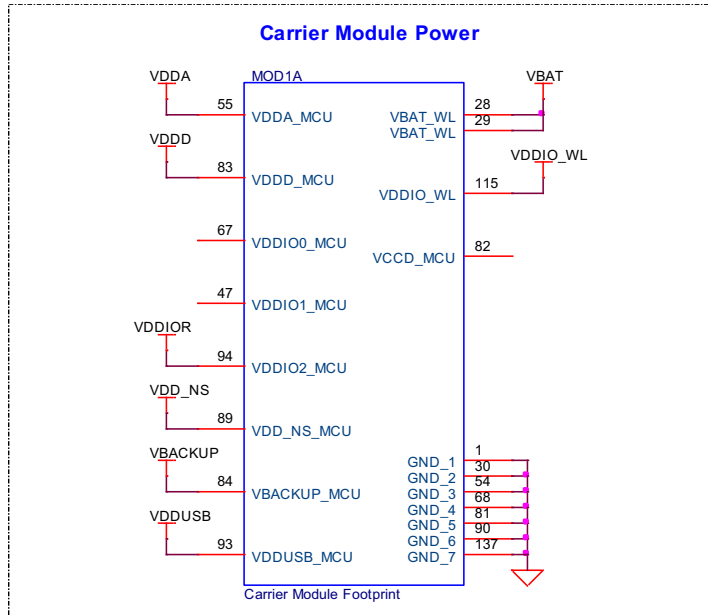 Carrier Module Power
VDDA
MOD1A
VBAT
55
VDDA_MCU
VBAT_WL
28
VBAT_WL
29
VDDD
83
VDDD_MCU
VDDIO_WL
VDDIO_WL
115
67
VDDIO0_MCU
VCCD_MCU
82
47
VDDIO1_MCU
VDDIOR
94
VDDIO2_MCU
VDD_NS
89
VDD_NS_MCU
VBACKUP
84
VBACKUP_MCU
VDDUSB
93
VDDUSB_MCU
GND_1
1
GND_2
30
GND_3
54
GND_4
68
GND_5
81
GND_6
90
GND_7
137
Carrier Module Footprint